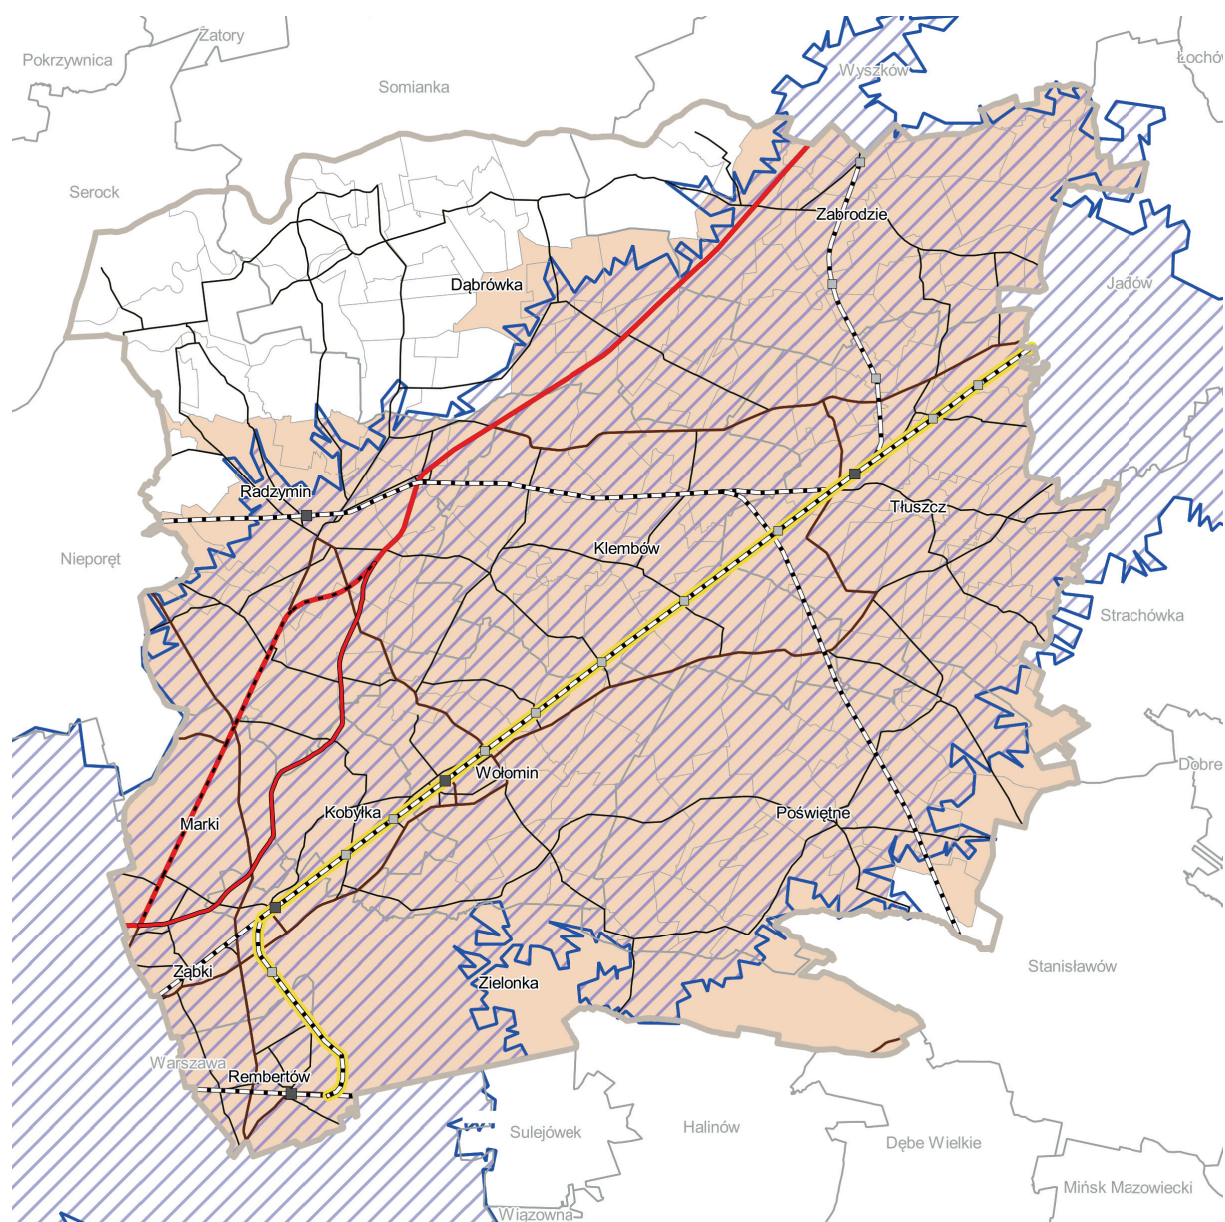 Zatory
Pokrzywnica
Łochów
Wyszków
Somianka
Serock
Zabrodzie
Dąbrówka
Jadów
Radzymin
Tłuszcz
Klembów
Nieporęt
Strachówka
Dobre
Wołomin
Kobyłka
Poświętne
Marki
Stanisławów
Ząbki
Zielonka
Warszawa
Rembertów
Halinów
Sulejówek
Dębe Wielkie
Mińsk Mazowiecki
Wiązowna